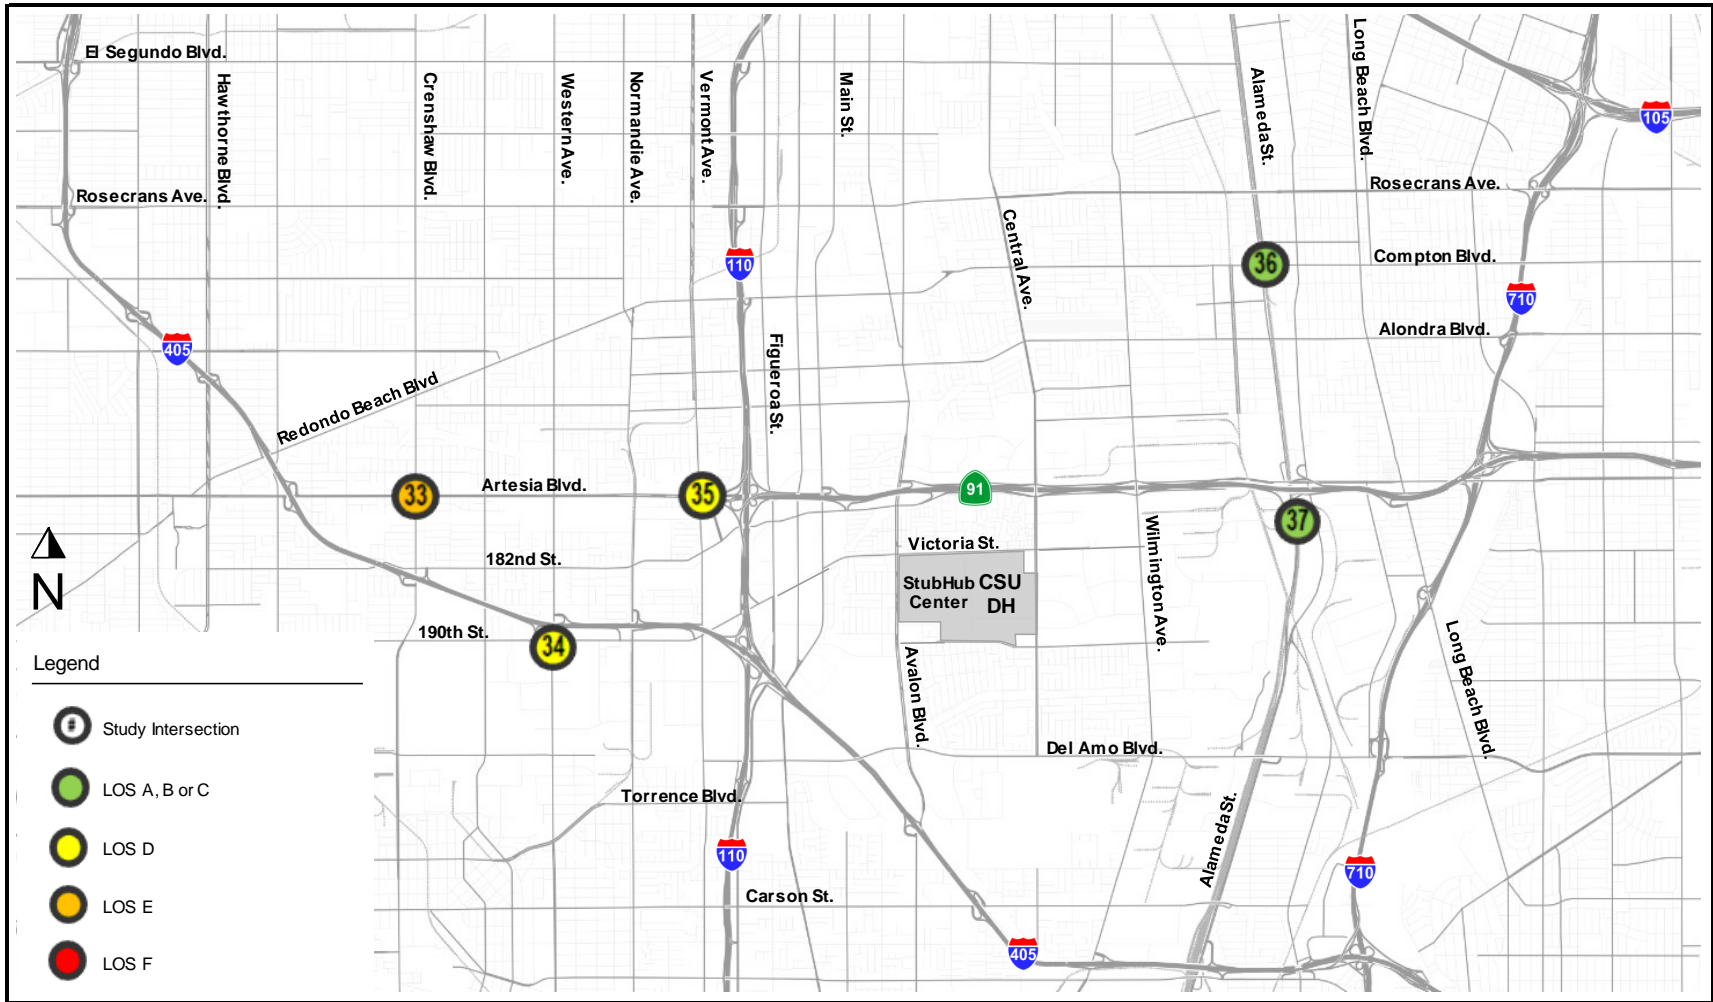 El Segundo Blvd.
Hawthorne Blvd.
Crenshaw Blvd.
Western Ave.
Normandie Ave.
Vermont Ave.
Main St.
Alameda St.
Long Beach Blvd.
105
Rosecrans Ave.
Rosecrans Ave.
Central Ave.
110
36
Compton Blvd.
710
405
Figueroa St.
Alondra Blvd.
Redondo Beach Blvd
33
Artesia Blvd.
35
91
37
Wilmington Ave.
N
182nd St.
Victoria St.
StubHub
Center
CSU
DH
190th St.
34
Avalon Blvd.
Long Beach Blvd.
Del Amo Blvd.
Torrence Blvd.
110
Alameda St.
710
Carson St.
405
Legend
#
Study Intersection
LOS A, B or C
LOS D
LOS E
LOS F